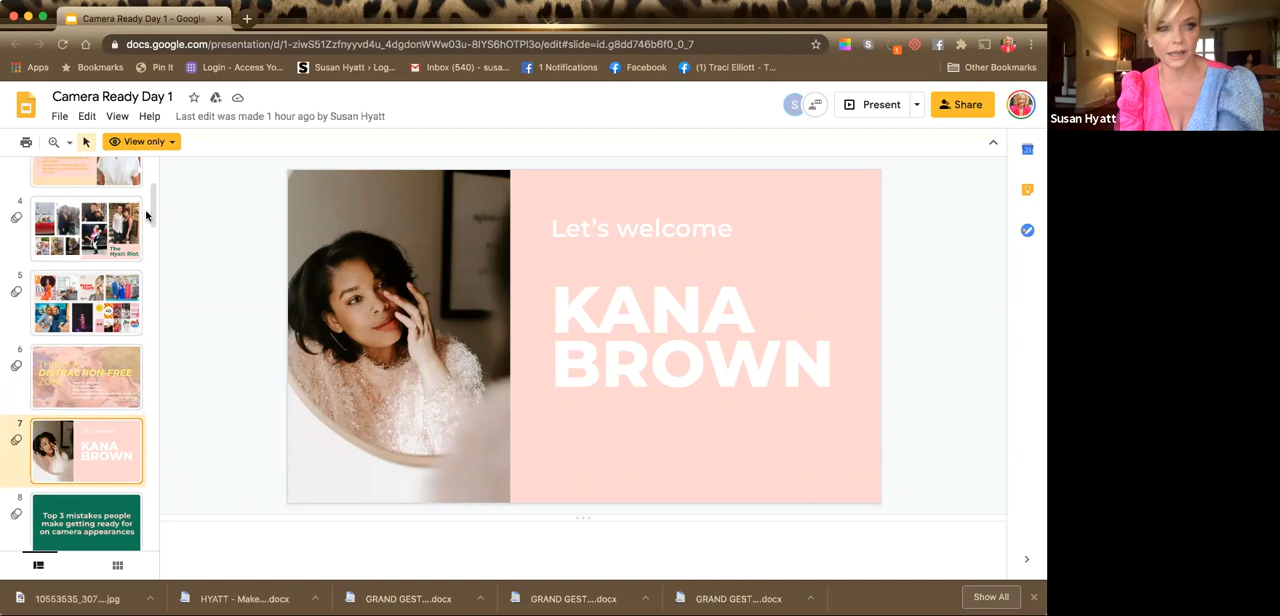 Camera Ready Day 1 - Google
docs.google.com/presentation/d/1-ziwS51Zzfnyyvd4u_4dgdonWWw03u-8IYS6hOTPl3o/edit#slide=id.g8dd746b6f0_0_7
Apps
Bookmarks
Pin It
Login - Access Yo...
Susan Hyatt › Log...
Inbox (540) - susa...
1 Notifications
Facebook
(1) Traci Elliott - T...
Other Bookmarks
Camera Ready Day 1
File Edit View Help
Last edit was made 1 hour ago by Susan Hyatt
S
Present
Share
View only
Susan Hyatt
4
The
Hyatt Riot.
5
6
DISTRACTION-FREE
7
KANA
BROWN
8
Top 3 mistakes people
make getting ready for
on camera appearances
Let's welcome
KANA
BROWN
31
10553535_307....jpg
HYATT - Make....docx
GRAND GEST....docx
GRAND GEST....docx
GRAND GEST....docx
Show All